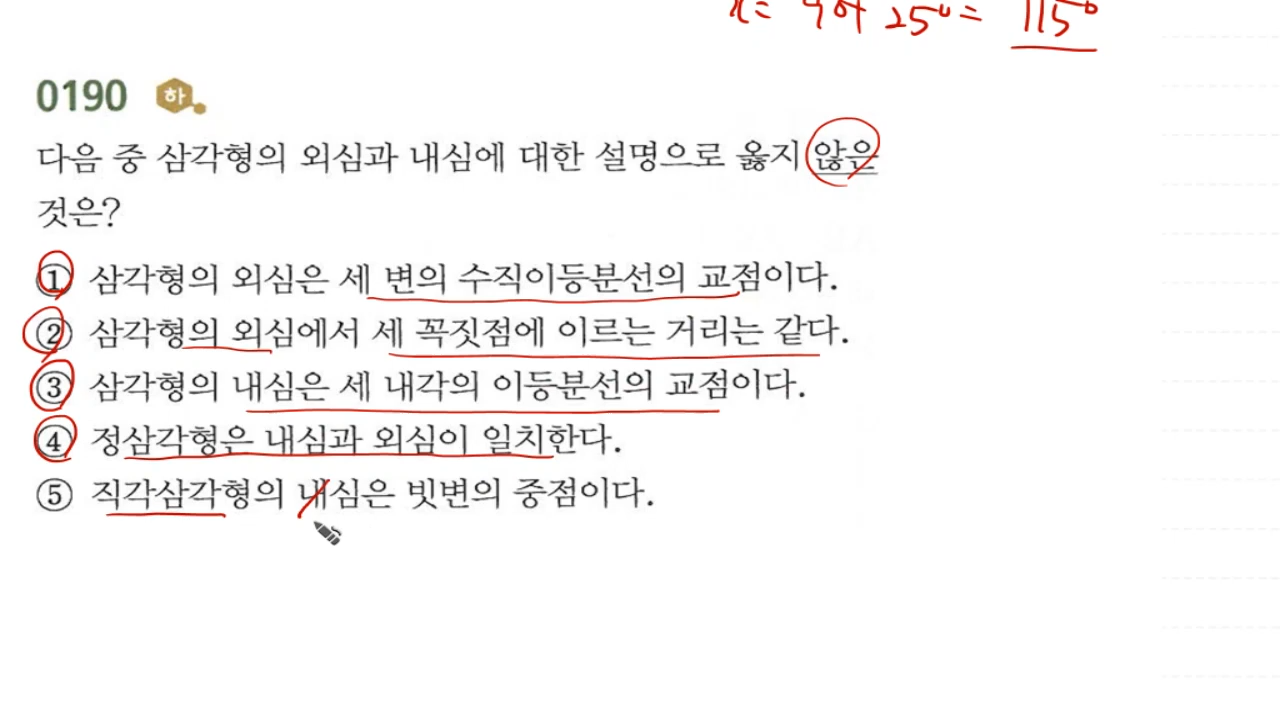 x = 90+ 25° = 115°
0190 하
다음 중 삼각형의 외심과 내심에 대한 설명으로 옳지 않은
것은?
① 삼각형의 외심은 세 변의 수직이등분선의 교점이다.
② 삼각형의 외심에서 세 꼭짓점에 이르는 거리는 같다.
③ 삼각형의 내심은 세 내각의 이등분선의 교점이다.
④ 정삼각형은 내심과 외심이 일치한다.
⑤ 직각삼각형의 내심은 빗변의 중점이다.